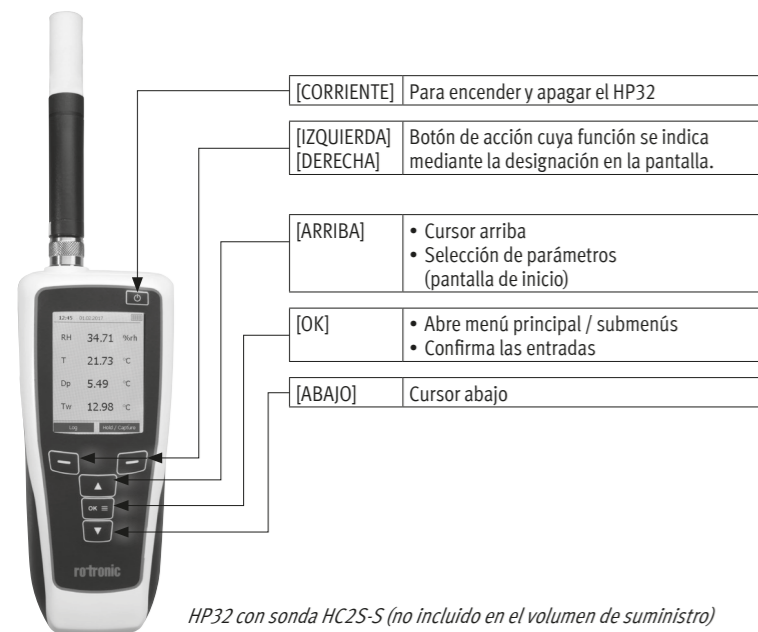 [CORRIENTE] Para encender y apagar el HP32
[IZQUIERDA] Botón de acción cuya función se indica
[DERECHA] mediante la designación en la pantalla.
[ARRIBA] • Cursor arriba
• Selección de parámetros
(pantalla de inicio)
[OK] • Abre menú principal / submenús
• Confirma las entradas
[ABAJO] Cursor abajo
12:45 01.02.2017
RH 34.71 %rh
T 21.73 °C
Dp 5.49 °C
Tw 12.98 °C
Log Hold / Capture
OK
rotronic
HP32 con sonda HC2S-S (no incluido en el volumen de suministro)